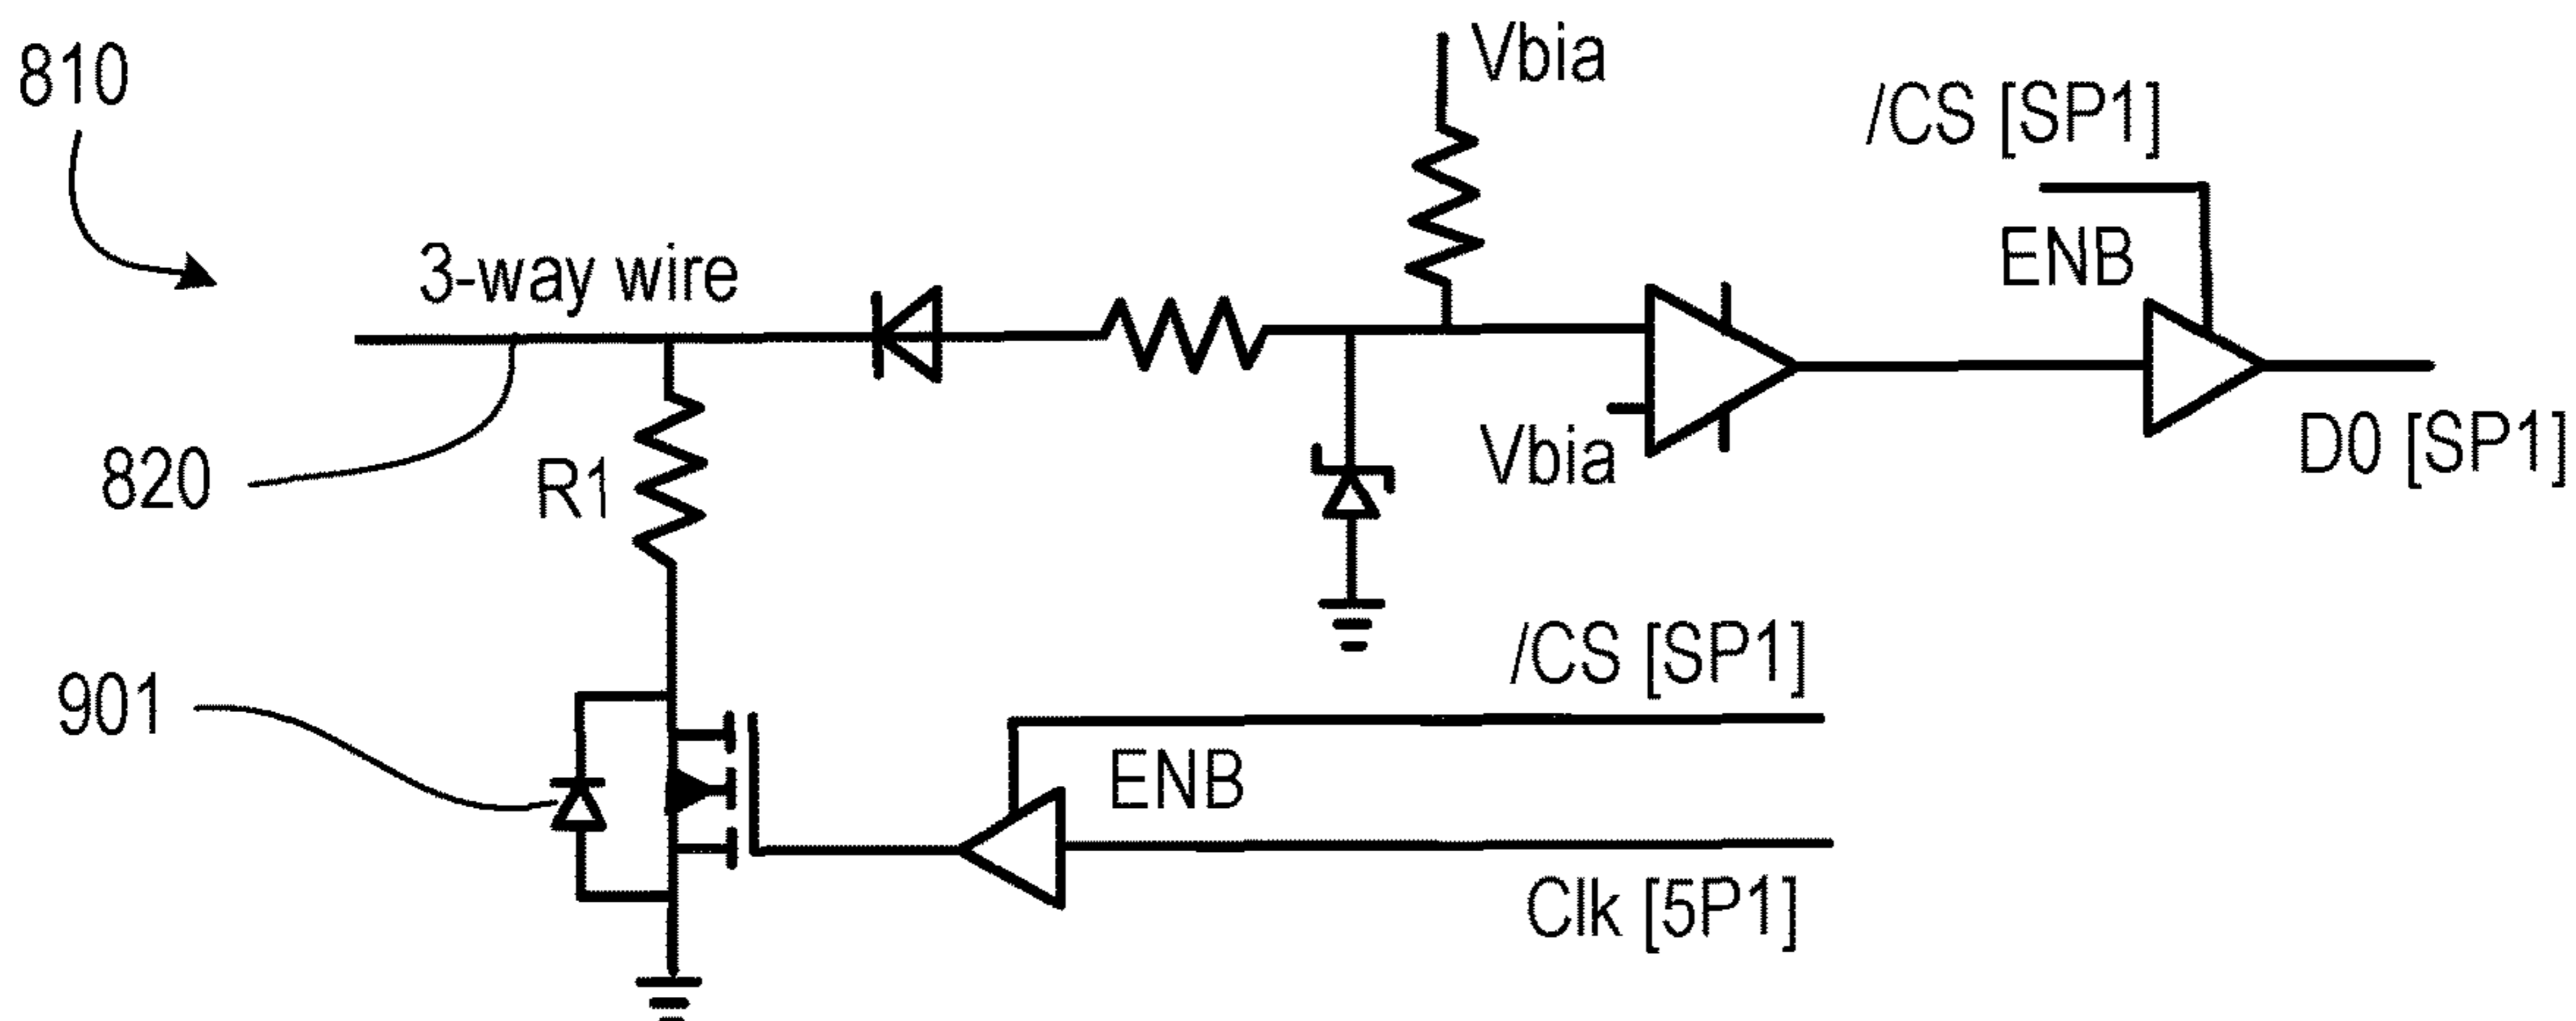 810
Vbia
/CS [SP1]
ENB
3-way wire
820
R1
Vbia
D0 [SP1]
901
/CS [SP1]
ENB
Clk [5P1]